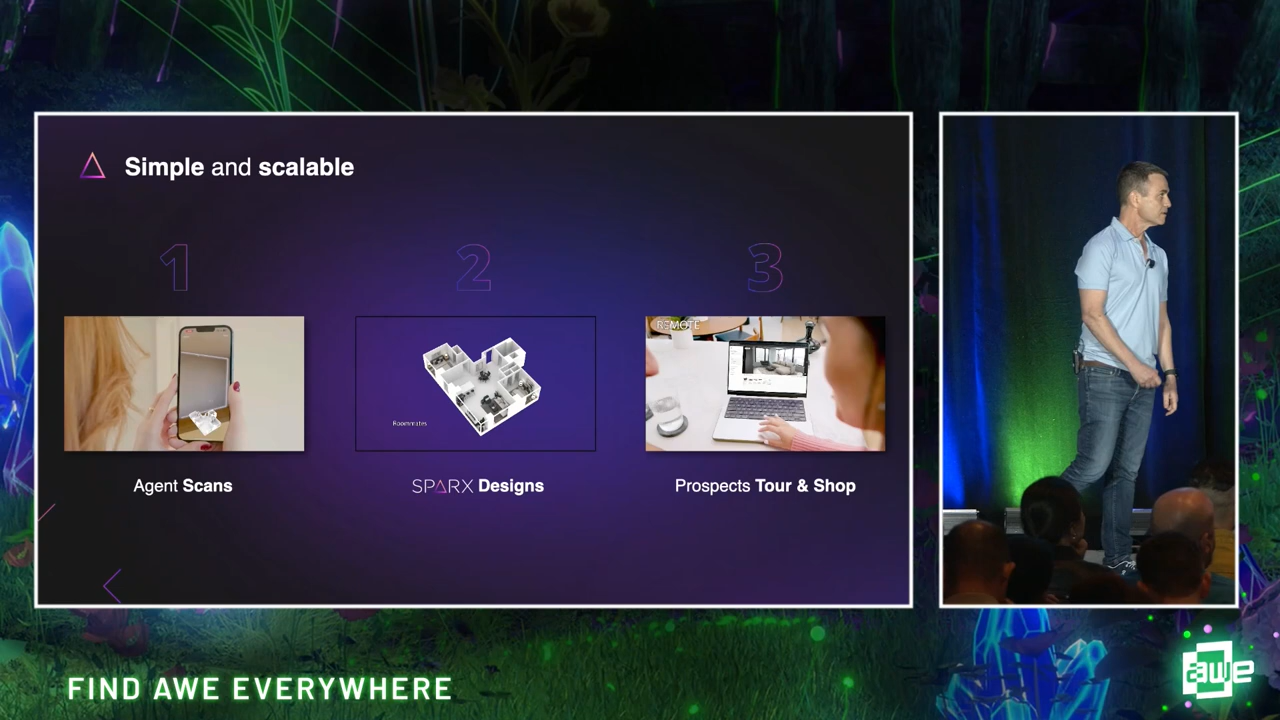 Simple and scalable
1
2
3
REMOTE
Roommates
Agent Scans
SPARX Designs
Prospects Tour & Shop
FIND AWE EVERYWHERE
awe